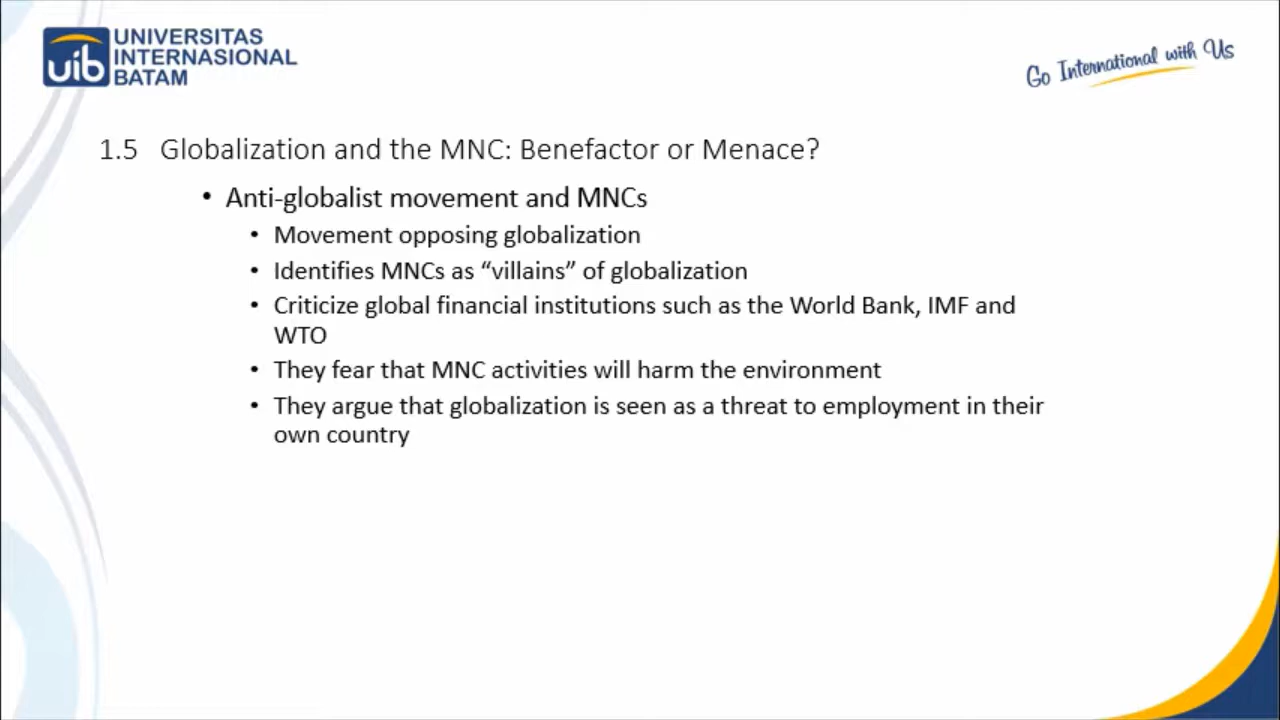 uib
UNIVERSITAS
INTERNASIONAL
BATAM
Go International with Us
1.5 Globalization and the MNC: Benefactor or Menace?
• Anti-globalist movement and MNCs
• Movement opposing globalization
• Identifies MNCs as “villains” of globalization
• Criticize global financial institutions such as the World Bank, IMF and
WTO
• They fear that MNC activities will harm the environment
• They argue that globalization is seen as a threat to employment in their
own country